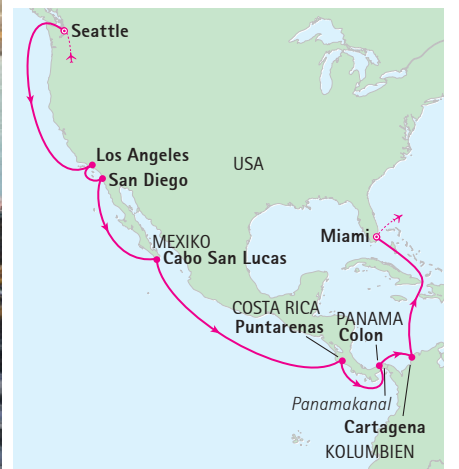 Seattle
Los Angeles
USA
San Diego
Miami
MEXIKO
Cabo San Lucas
COSTA RICA
Puntarenas
PANAMA
Colon
Panamakanal
Cartagena
KOLUMBIEN